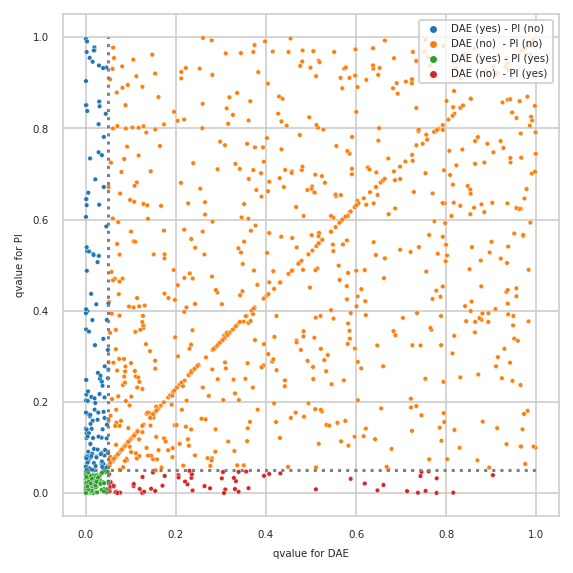 DAE (yes) - PI (no)
DAE (no)  - PI (no)
DAE (yes) - PI (yes)
DAE (no)  - PI (yes)
1.0
0.8
0.6
0.4
0.2
0.0
qvalue for PI
0.0 0.2 0.4 0.6 0.8 1.0
qvalue for DAE